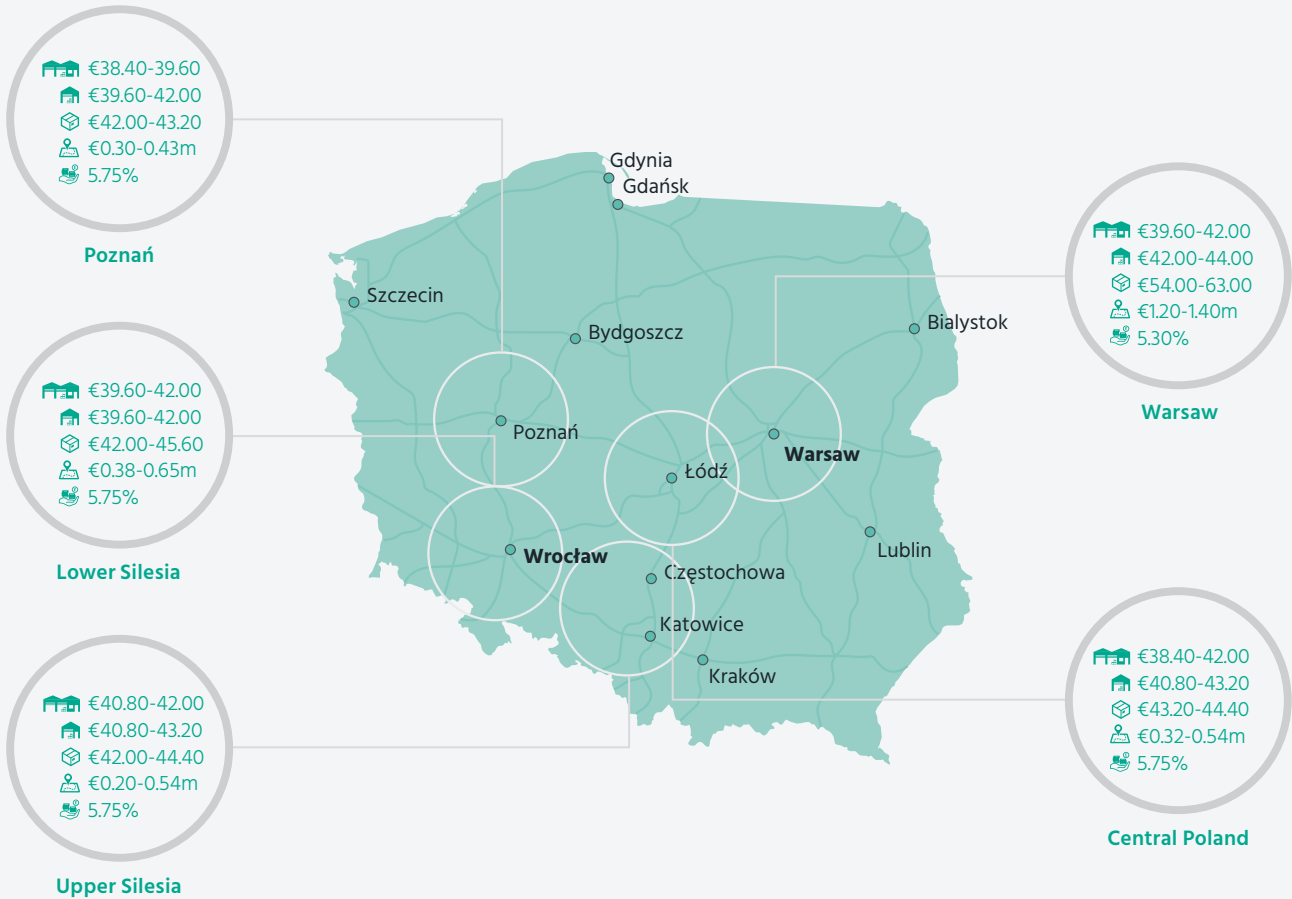 €38.40-39.60
€39.60-42.00
€42.00-43.20
€0.30-0.43m
5.75%
Poznań
€39.60-42.00
€39.60-42.00
€42.00-45.60
€0.38-0.65m
5.75%
Lower Silesia
€40.80-42.00
€40.80-43.20
€42.00-44.40
€0.20-0.54m
5.75%
Upper Silesia
Gdynia
Gdańsk
Szczecin
Bydgoszcz
Bialystok
Poznań
Warsaw
Łódź
Wrocław
Lublin
Częstochowa
Katowice
Kraków
€39.60-42.00
€42.00-44.00
€54.00-63.00
€1.20-1.40m
5.30%
Warsaw
€38.40-42.00
€40.80-43.20
€43.20-44.40
€0.32-0.54m
5.75%
Central Poland